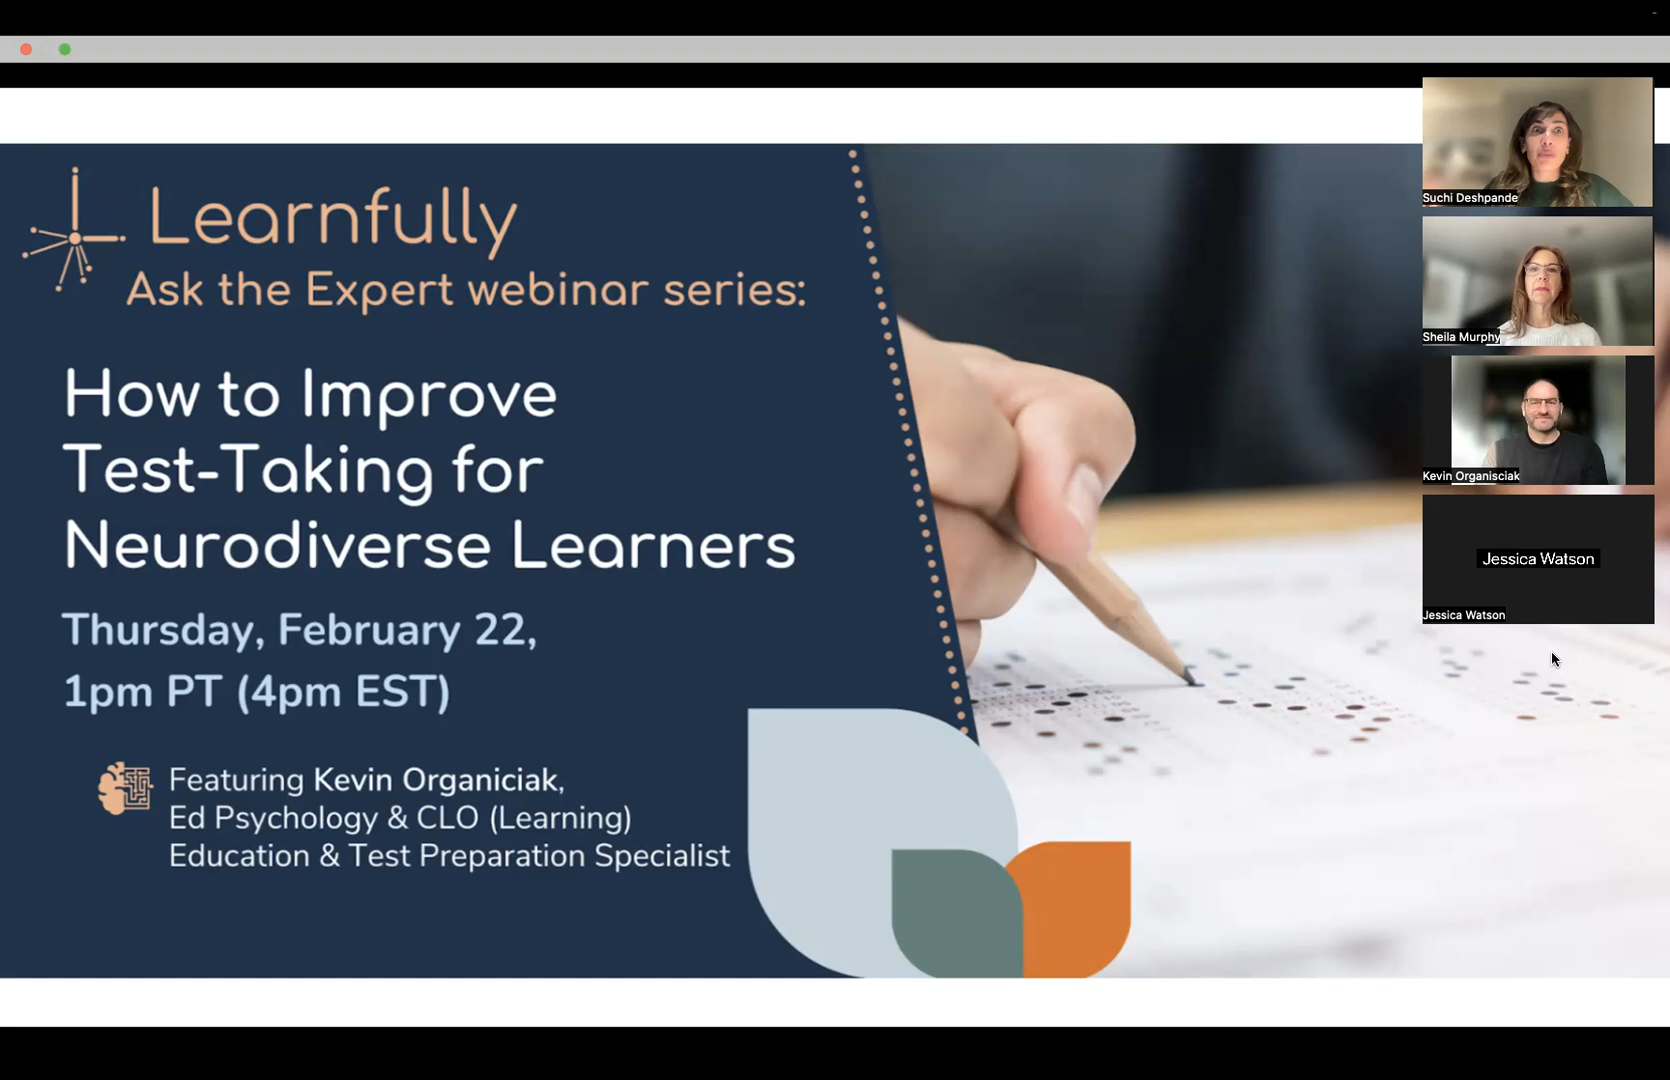 Learnfully
Ask the Expert webinar series:
How to Improve
Test-Taking for
Neurodiverse Learners
Thursday, February 22,
1pm PT (4pm EST)
Featuring Kevin Organiciak,
Ed Psychology & CLO (Learning)
Education & Test Preparation Specialist
Suchi Deshpande
Sheila Murphy
Kevin Organisciak
Jessica Watson
Jessica Watson